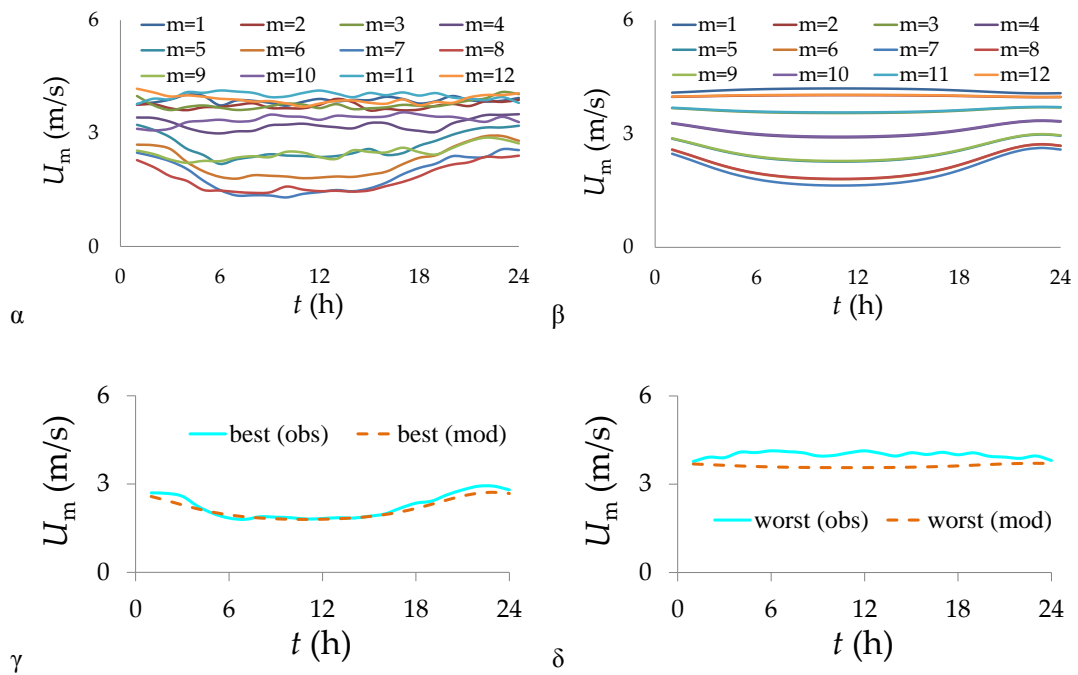 6
m=1 m=2 m=3 m=4
m=5 m=6 m=7 m=8
m=9 m=10 m=11 m=12
3
0
U_m (m/s)
0 6 12 18 24
t (h)
α
6
m=1 m=2 m=3 m=4
m=5 m=6 m=7 m=8
m=9 m=10 m=11 m=12
3
0
U_m (m/s)
0 6 12 18 24
t (h)
β
6
best (obs) best (mod)
3
0
U_m (m/s)
0 6 12 18 24
t (h)
γ
6
3
worst (obs) worst (mod)
0
U_m (m/s)
0 6 12 18 24
t (h)
δ